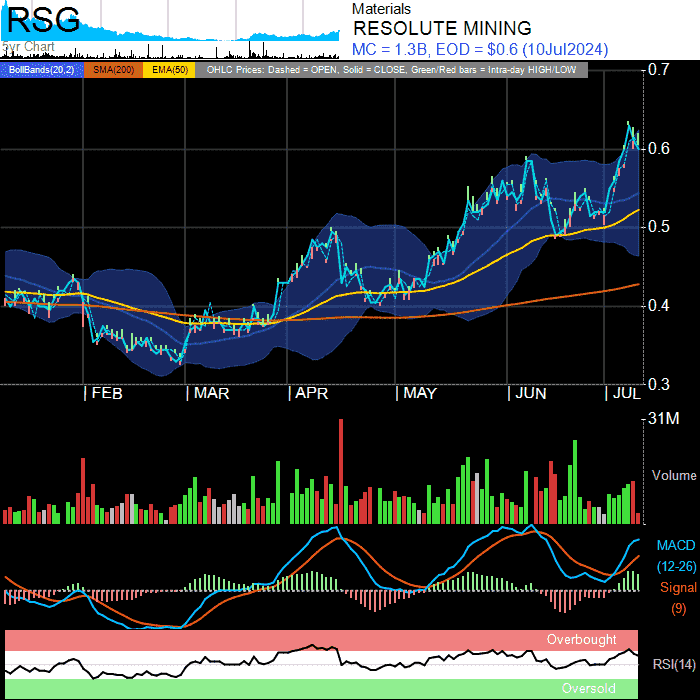 RSG
5yr Chart
Materials
RESOLUTE MINING
MC = 1.3B, EOD = $0.6 (10Jul2024)
BollBands(20,2) SMA(200) EMA(50) OHLC Prices: Dashed = OPEN, Solid = CLOSE, Green/Red bars = Intra-day HIGH/LOW
0.7
0.6
0.5
0.4
0.3
FEB MAR APR MAY JUN JUL
31M
Volume
MACD
(12-26)
Signal
(9)
Overbought
RSI(14)
Oversold